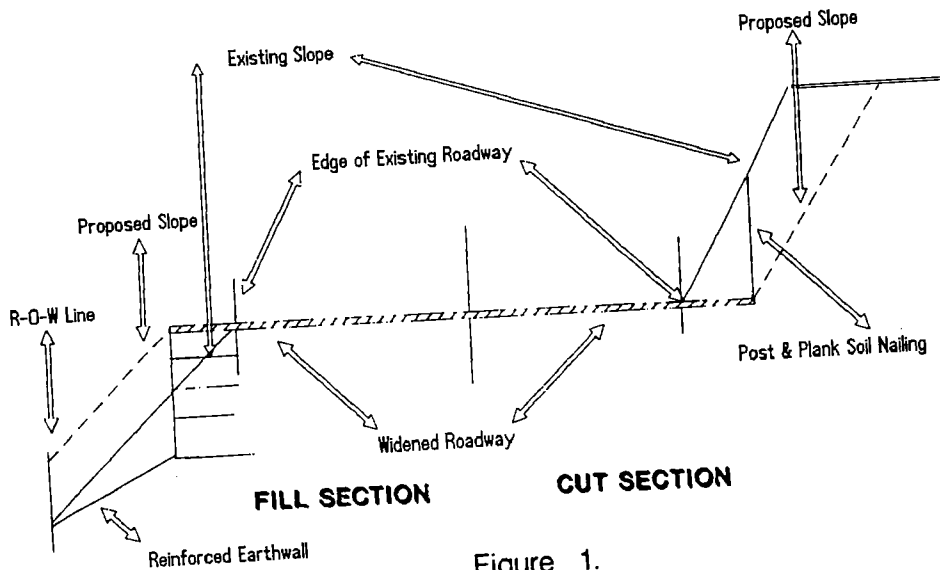 Proposed Slope
Existing Slope
Edge of Existing Roadway
Proposed Slope
R-O-W Line
Post & Plank Soil Nailing
Widened Roadway
FILL SECTION
CUT SECTION
Reinforced Earthwall
Figure 1.